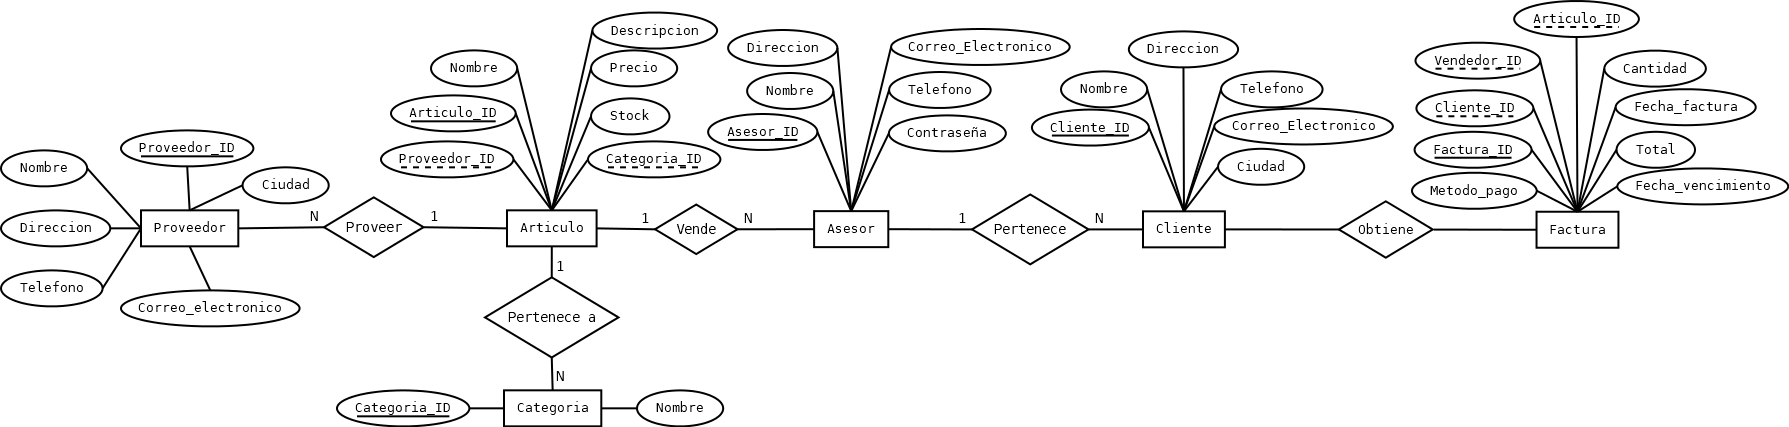 Articulo_ID
Descripcion
Direccion
Correo_Electronico
Direccion
Vendedor_ID
Cantidad
Nombre
Precio
Nombre
Telefono
Nombre
Telefono
Cliente_ID
Fecha_factura
Articulo_ID
Stock
Asesor_ID
Contraseña
Cliente_ID
Correo_Electronico
Factura_ID
Total
Proveedor_ID
Proveedor_ID
Categoria_ID
Ciudad
Metodo_pago
Fecha_vencimiento
Nombre
Ciudad
N
1
1
N
1
N
Direccion
Proveedor
Proveer
Articulo
Vende
Asesor
Pertenece
Cliente
Obtiene
Factura
1
Telefono
Correo_electronico
Pertenece a
N
Categoria_ID
Categoria
Nombre